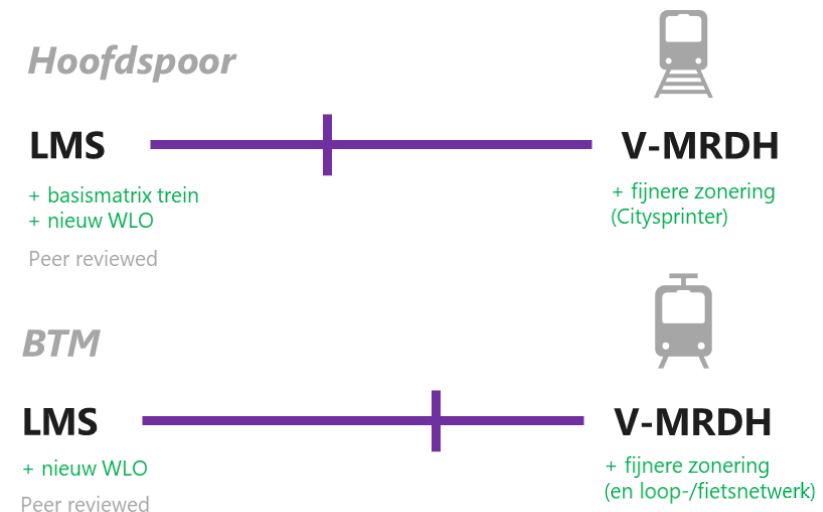 Hoofdspoor
LMS
V-MRDH
+ basismatrix trein
+ nieuw WLO
+ fijnere zonering
(Citysprinter)
Peer reviewed
BTM
LMS
V-MRDH
+ nieuw WLO
+ fijnere zonering
(en loop-/fietsnetwerk)
Peer reviewed